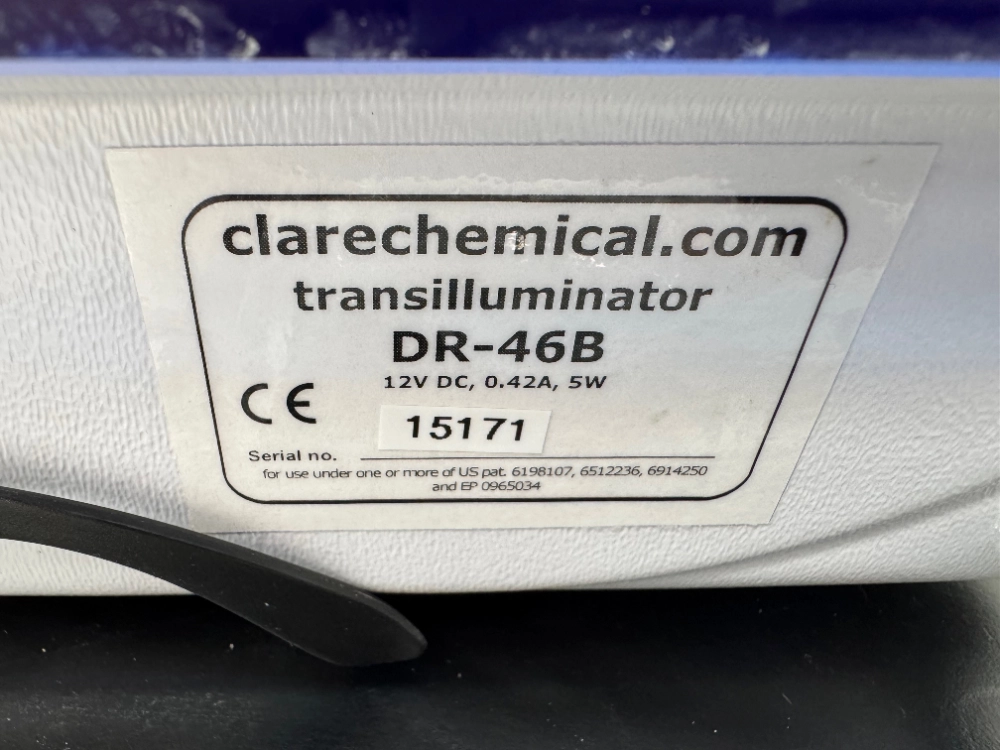 clarechemical.com
transilluminator
DR-46B
12V DC, 0.42A, 5W
CE
15171
Serial no.
for use under one or more of US pat. 6198107, 6512236, 6914250
and EP 0965034